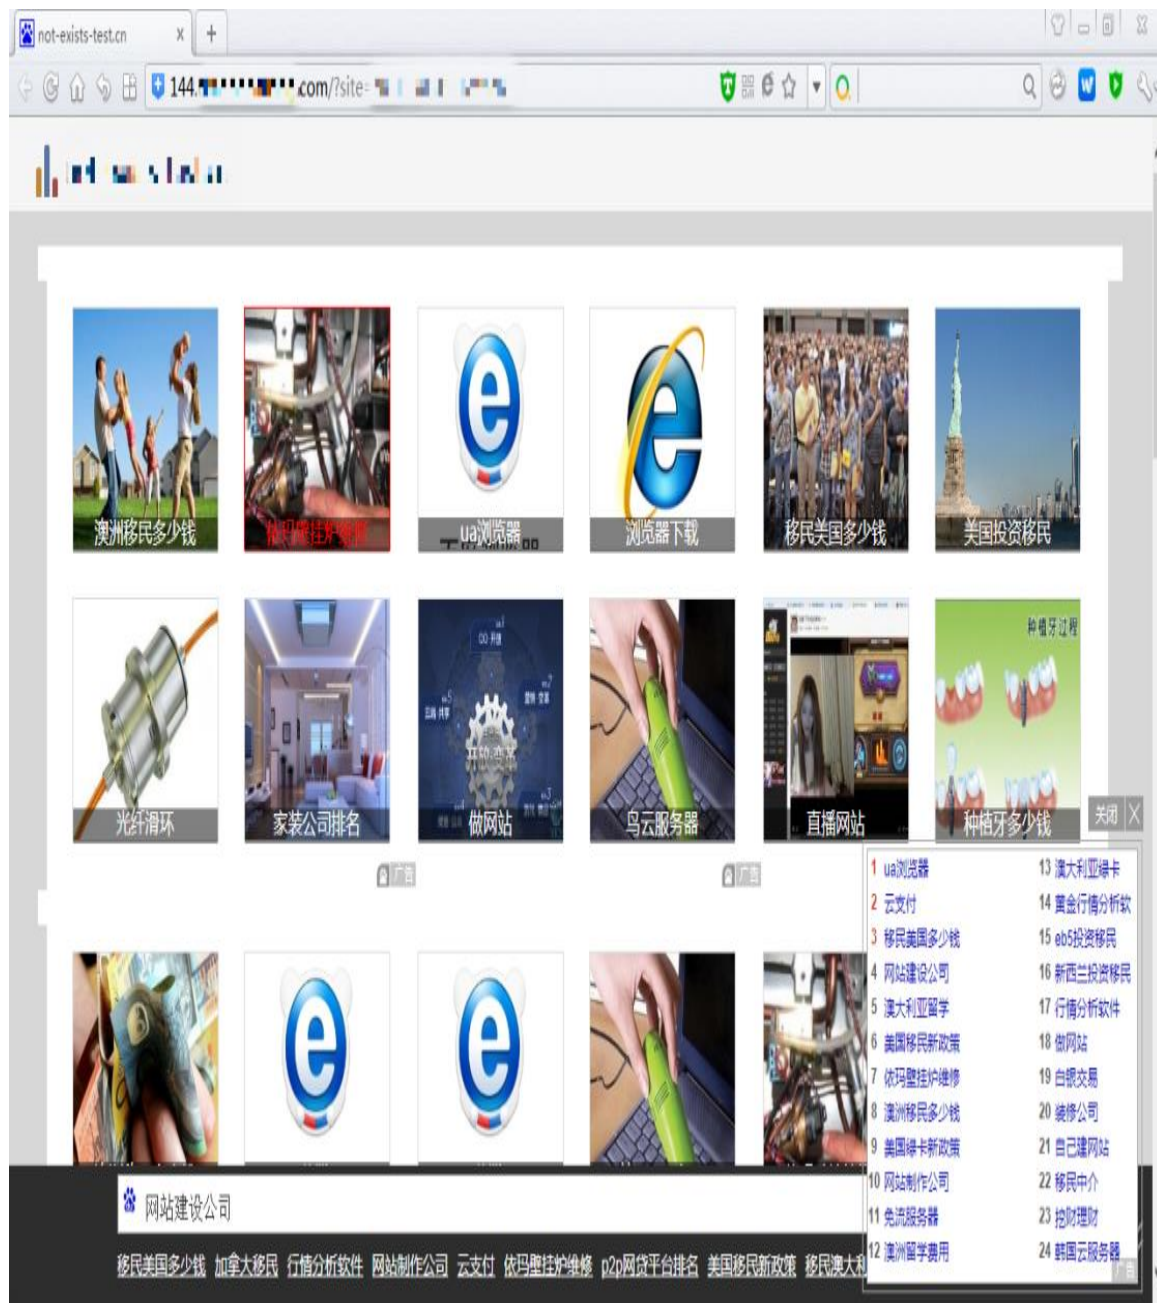 not-exists-test.cn
144.
.com/?site=
澳洲移民多少钱
依玛壁挂炉维修
ua浏览器
浏览器下载
移民美国多少钱
美国投资移民
种植牙过程
光纤滑环
家装公司排名
做网站
鸟云服务器
直播网站
种植牙多少钱
关闭
广告
广告
1 ua浏览器
2 云支付
3 移民美国多少钱
4 网站建设公司
5 澳大利亚留学
6 美国移民新政策
7 依玛壁挂炉维修
8 澳洲移民多少钱
9 美国绿卡新政策
10 网站制作公司
11 免流服务器
12 澳洲留学费用
13 澳大利亚绿卡
14 黄金行情分析软
15 eb5投资移民
16 新西兰投资移民
17 行情分析软件
18 做网站
19 白银交易
20 装修公司
21 自己建网站
22 移民中介
23 挖财理财
24 韩国云服务器
广告
网站建设公司
移民美国多少钱 加拿大移民 行情分析软件 网站制作公司 云支付 依玛壁挂炉维修 p2p网贷平台排名 美国移民新政策 移民澳大利